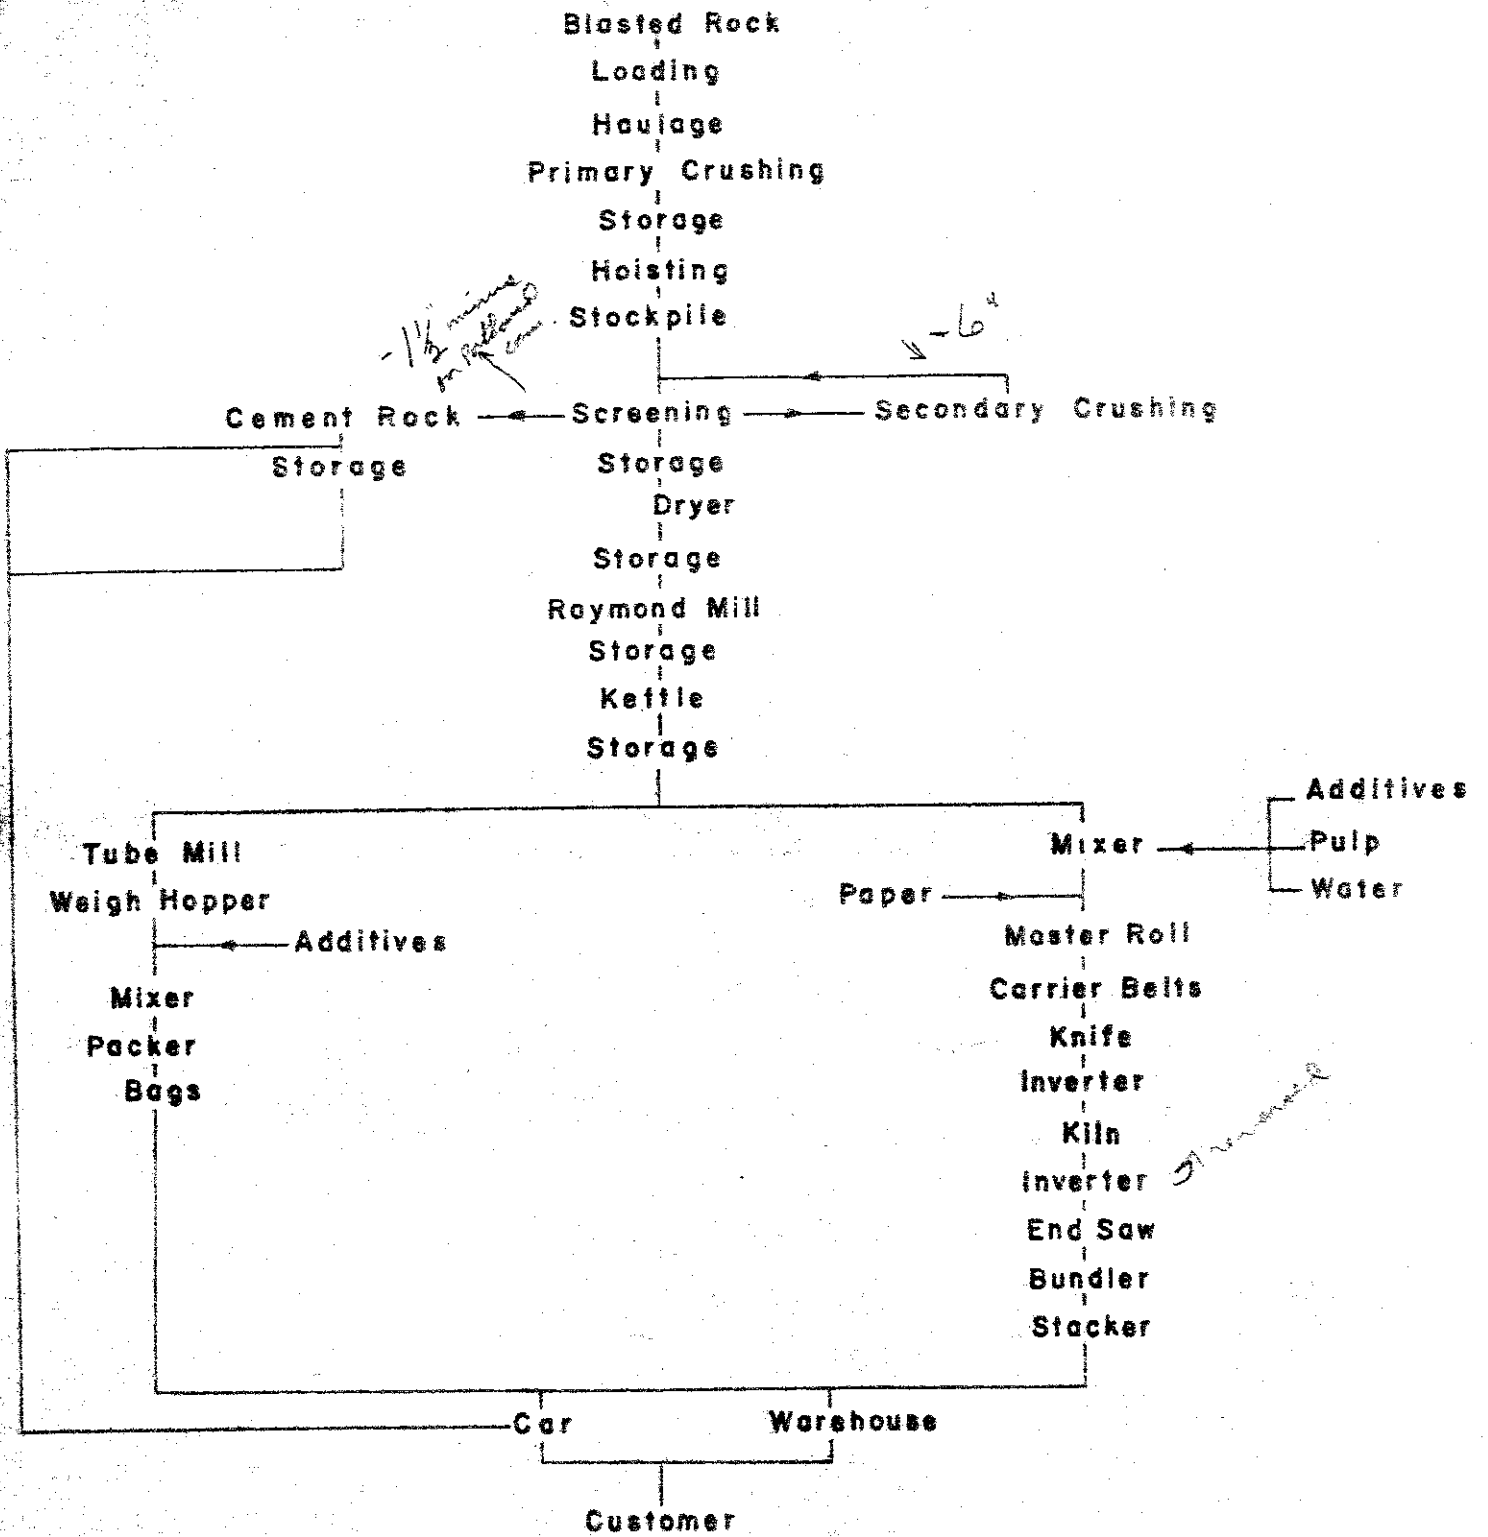 Blasted Rock
Loading
Haulage
Primary Crushing
Storage
Hoisting
Stockpile
-1½
-6"
Cement Rock
Screening
Secondary Crushing
Storage
Storage
Dryer
Storage
Raymond Mill
Storage
Kettle
Storage
Tube Mill
Weigh Hopper
Additives
Mixer
Packer
Bags
Mixer
Additives
Pulp
Water
Paper
Master Roll
Carrier Belts
Knife
Inverter
Kiln
Inverter
End Saw
Bundler
Stacker
Car
Warehouse
Customer